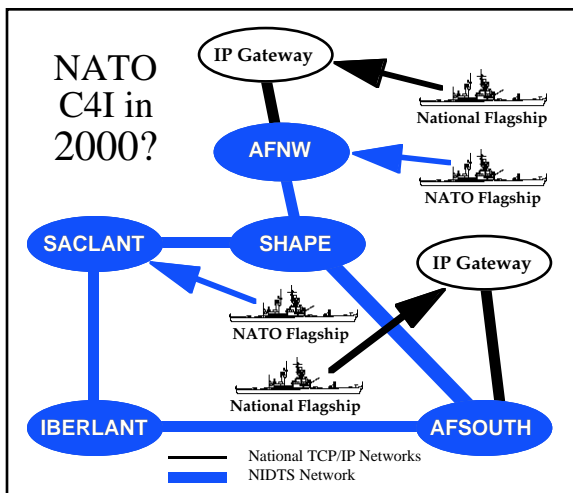 NATO
C4I in
2000?
IP Gateway
National Flagship
AFNW
NATO Flagship
SACLANT
SHAPE
IP Gateway
NATO Flagship
National Flagship
IBERLANT
AFSOUTH
National TCP/IP Networks
NIDTS Network